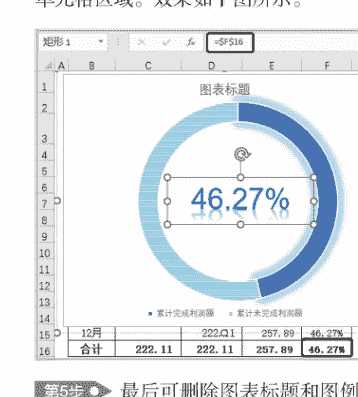 单元格区域。效果如下图所示。
矩形 1 fx =$F$16
A B C D E F
1
图表标题
2
3
4
5
6
7
46.27%
8
9
10
11
12
13
■累计完成利润额 ■累计未完成利润额
14
15 12月 257.89 46.27%
16 合计 222.11 222.11 257.89 46.27%
第5步 最后可删除图表标题和图例